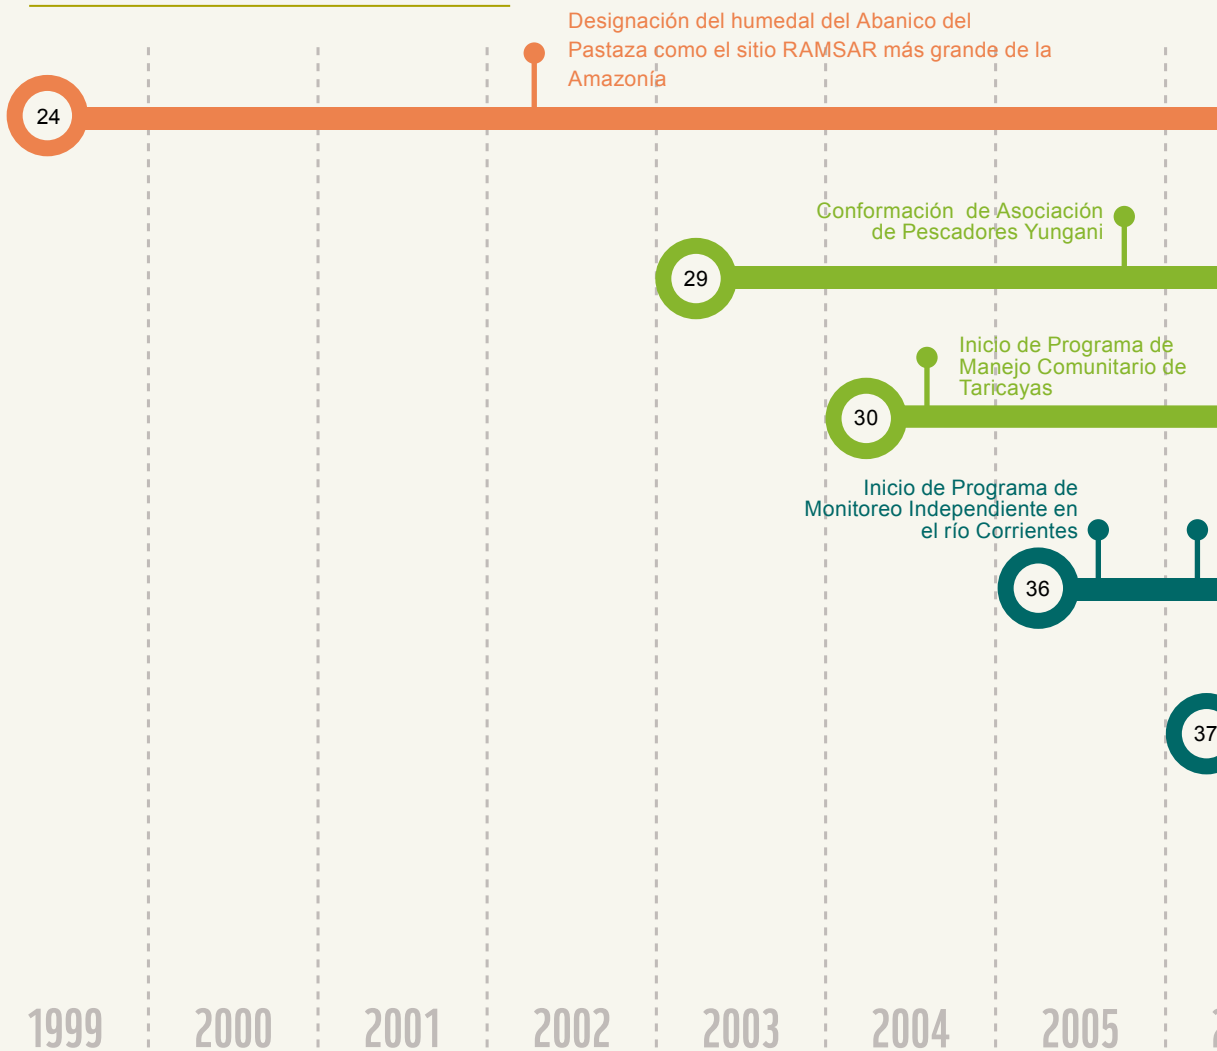 Designación del humedal del Abanico del
Pastaza como el sitio RAMSAR más grande de la
Amazonía
24
Conformación de Asociación
de Pescadores Yungani
29
Inicio de Programa de
Manejo Comunitario de
Taricayas
30
Inicio de Programa de
Monitoreo Independiente en
el río Corrientes
36
37
1999 2000 2001 2002 2003 2004 2005